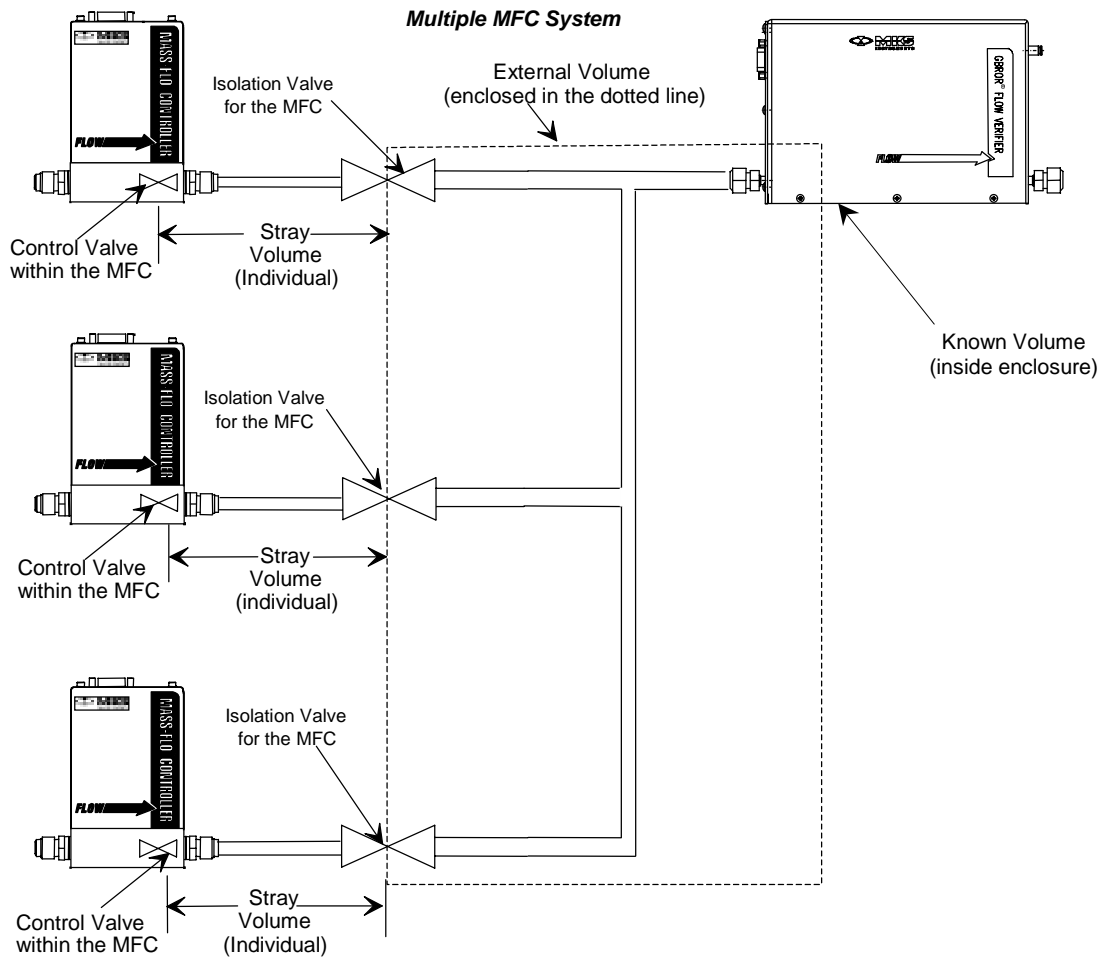 Multiple MFC System
MASS FLO CONTROLLER
FLOW
Isolation Valve
for the MFC
External Volume
(enclosed in the dotted line)
MKS
GBROR® FLOW VERIFIER
FLOW
Control Valve
within the MFC
Stray
Volume
(Individual)
Known Volume
(inside enclosure)
MASS FLO CONTROLLER
FLOW
Isolation Valve
for the MFC
Control Valve
within the MFC
Stray
Volume
(individual)
MASS-FLO CONTROLLER
FLOW
Isolation Valve
for the MFC
Control Valve
within the MFC
Stray
Volume
(Individual)